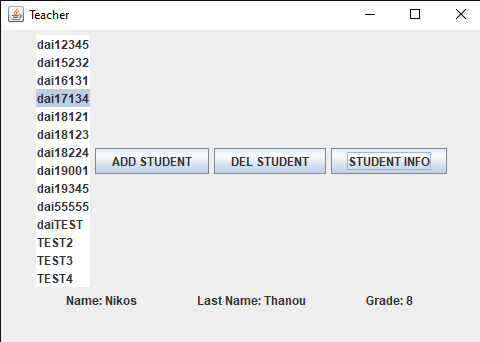 Teacher
dai12345
dai15232
dai16131
dai17134
dai18121
dai18123
dai18224
dai19001
dai19345
dai55555
daiTEST
TEST2
TEST3
TEST4
ADD STUDENT
DEL STUDENT
STUDENT INFO
Name: Nikos
Last Name: Thanou
Grade: 8